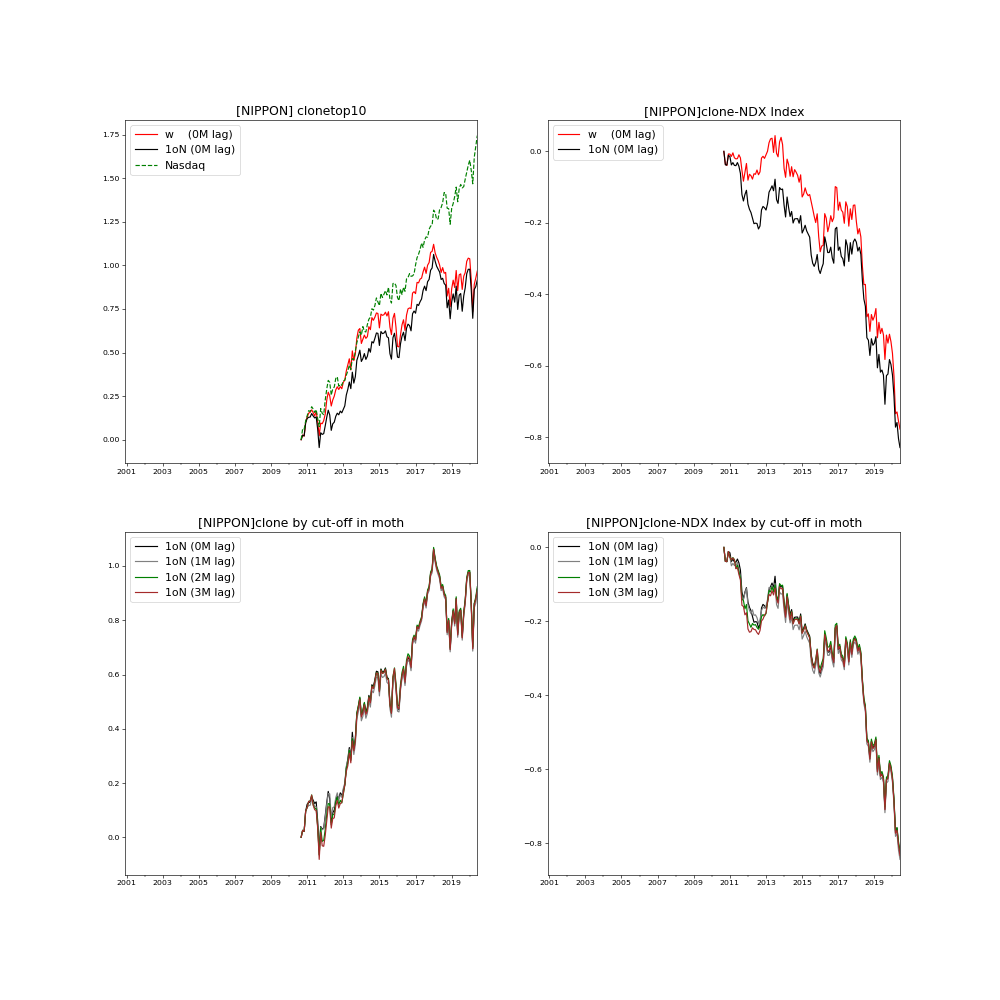 [NIPPON] clonetop10
w    (0M lag)
1oN (0M lag)
Nasdaq
1.75
1.50
1.25
1.00
0.75
0.50
0.25
0.00
2001 2003 2005 2007 2009 2011 2013 2015 2017 2019
[NIPPON]clone-NDX Index
w    (0M lag)
1oN (0M lag)
0.0
−0.2
−0.4
−0.6
−0.8
2001 2003 2005 2007 2009 2011 2013 2015 2017 2019
[NIPPON]clone by cut-off in moth
1oN (0M lag)
1oN (1M lag)
1oN (2M lag)
1oN (3M lag)
1.0
0.8
0.6
0.4
0.2
0.0
2001 2003 2005 2007 2009 2011 2013 2015 2017 2019
[NIPPON]clone-NDX Index by cut-off in moth
1oN (0M lag)
1oN (1M lag)
1oN (2M lag)
1oN (3M lag)
0.0
−0.2
−0.4
−0.6
−0.8
2001 2003 2005 2007 2009 2011 2013 2015 2017 2019